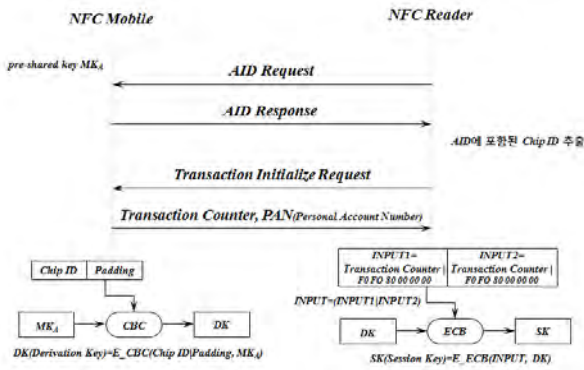 NFC Mobile
NFC Reader
pre-shared key MKA
AID Request
AID Response
AID에 포함된 Chip ID 추출
Transaction Initialize Request
Transaction Counter, PAN(Personal Account Number)
Chip ID
Padding
MKA
CBC
DK
DK(Derivation Key)=E_CBC(Chip ID|Padding, MKA)
INPUT1=
Transaction Counter |
F0 FO 80 00 00 00
INPUT2=
Transaction Counter |
F0 FO 80 00 00 00
INPUT=(INPUT1|INPUT2)
DK
ECB
SK
SK(Session Key)=E_ECB(INPUT, DK)